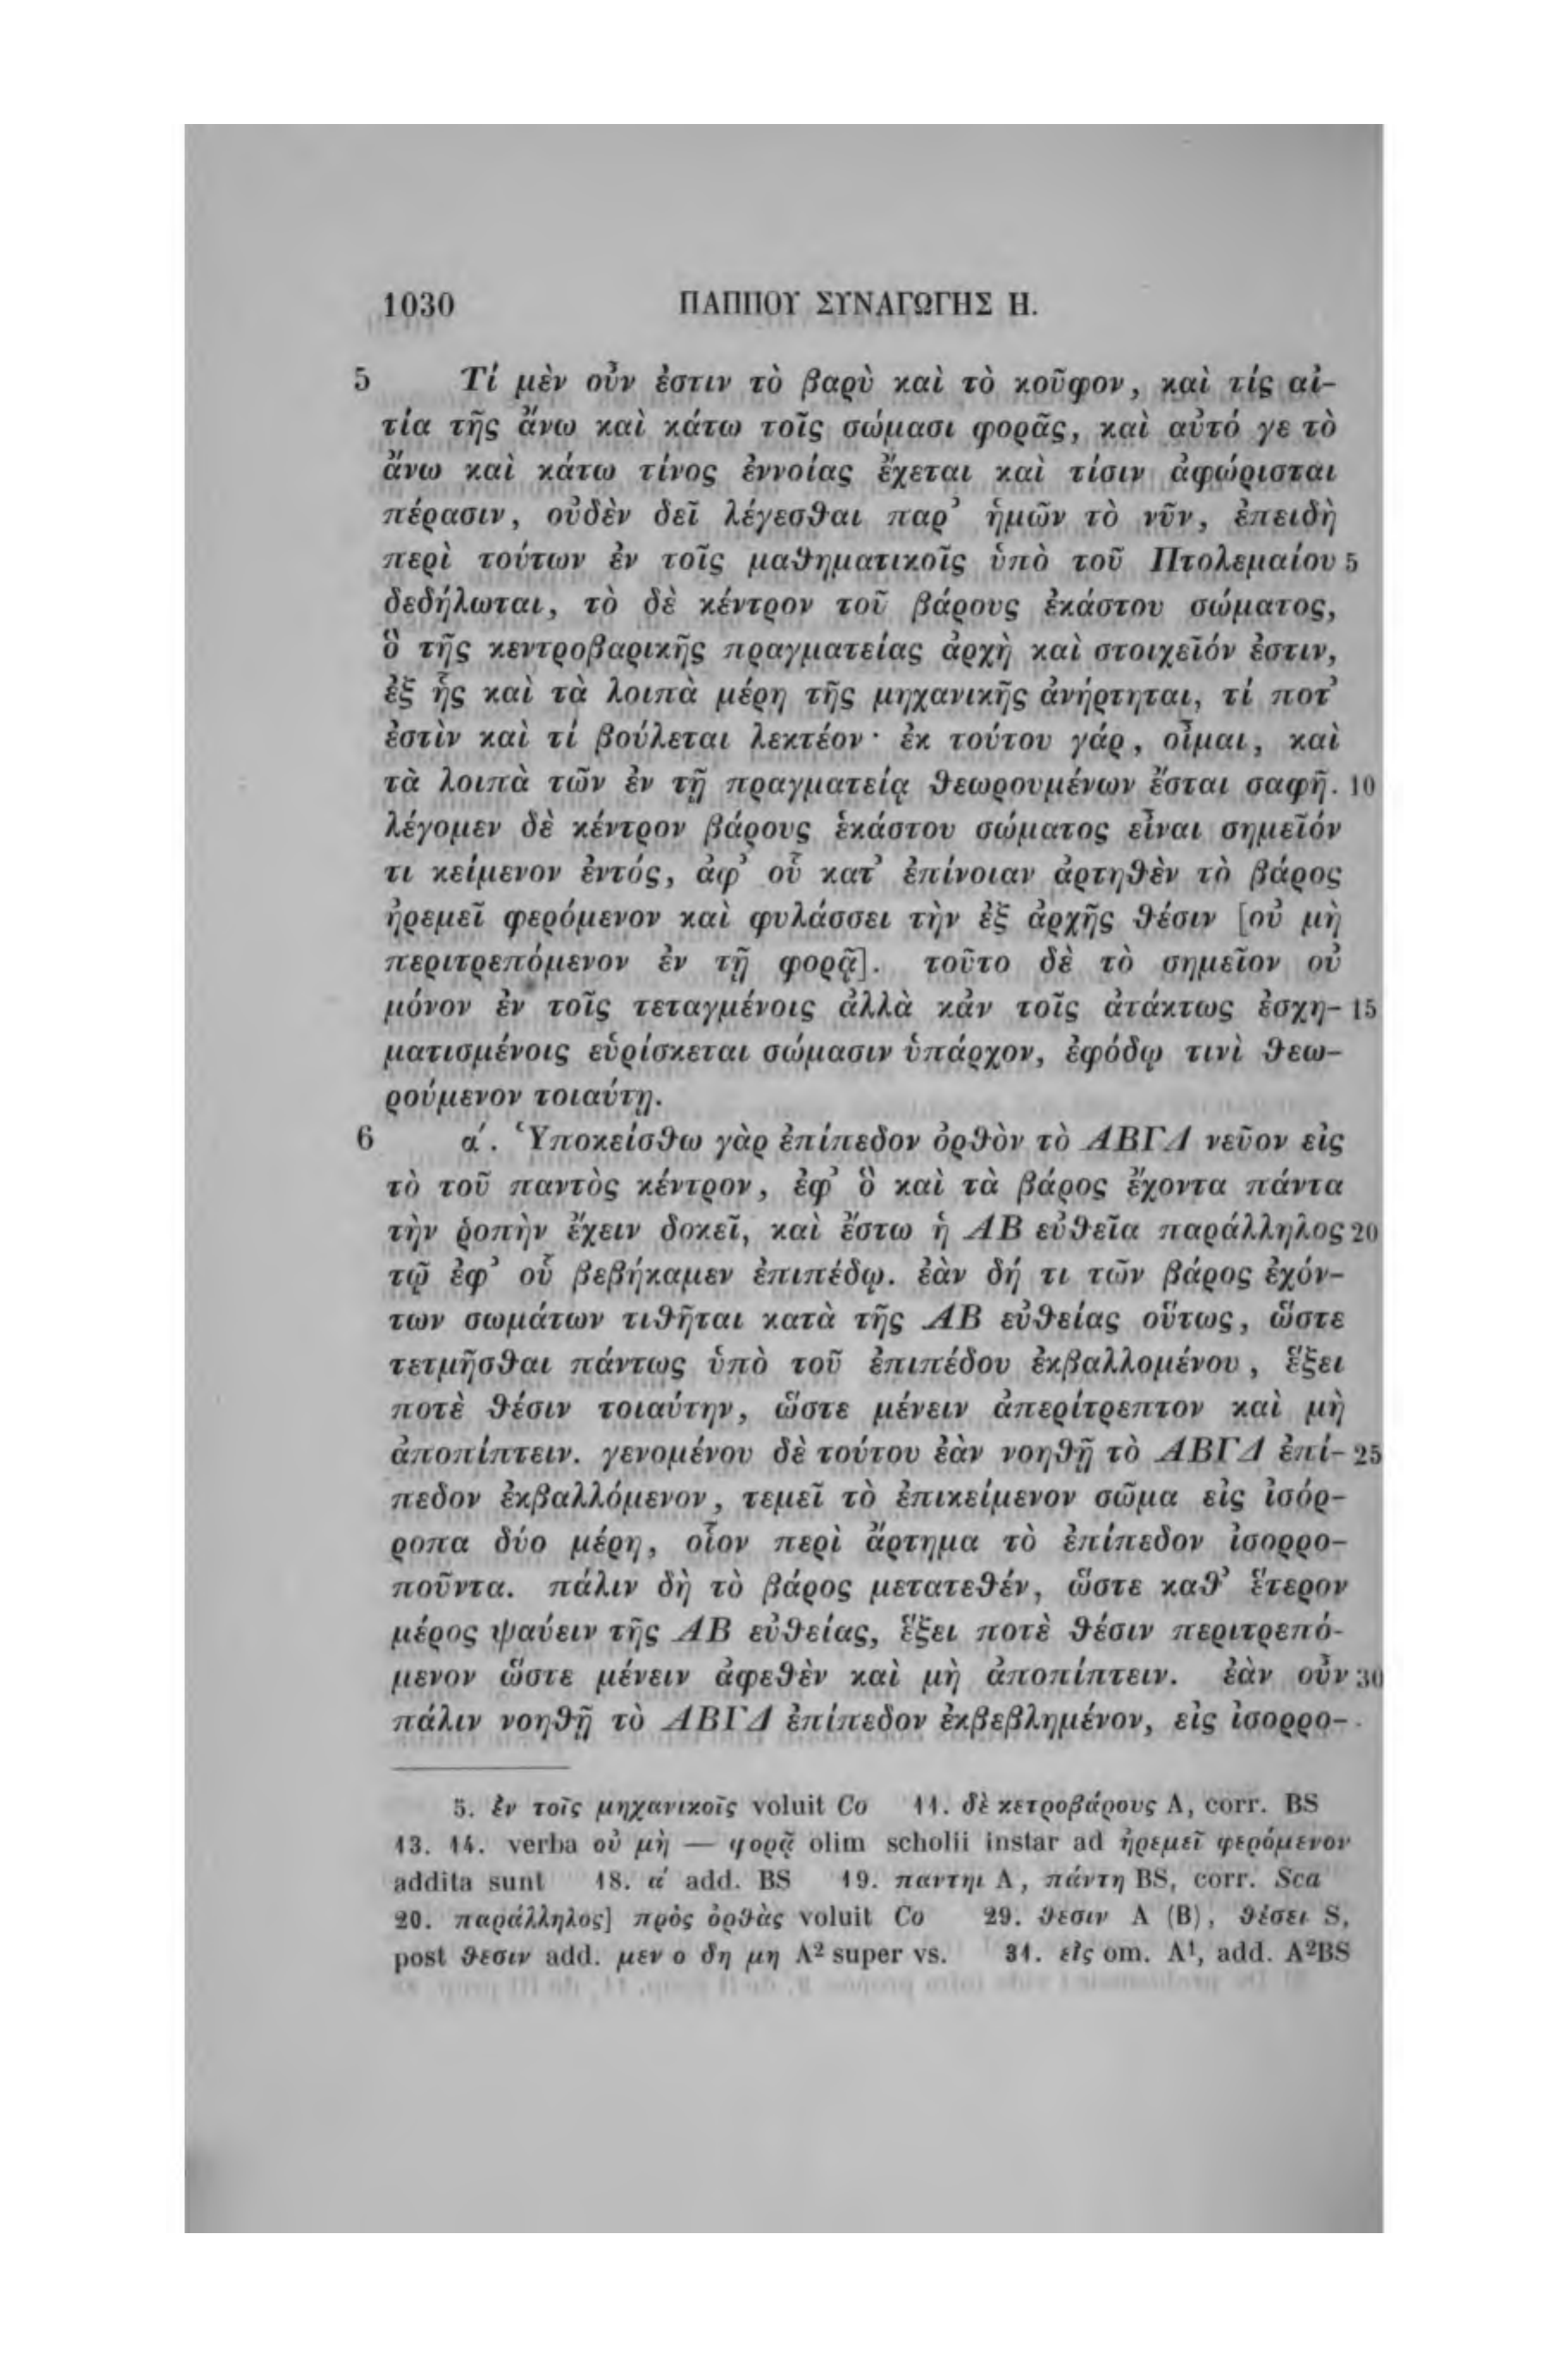 1030 ΠΑΠΠΟΥ ΣΥΝΑΓΩΓΗΣ Η.
5 Τί μὲν οὖν ἐστιν τὸ βαρὺ καὶ τὸ κοῦφον, καὶ τίς αἰ-
τία τῆς ἄνω καὶ κάτω τοῖς σώμασι φορᾶς, καὶ αὐτό γε τὸ
ἄνω καὶ κάτω τίνος ἐννοίας ἔχεται καὶ τίσιν ἀφώρισται
πέρασιν, οὐδὲν δεῖ λέγεσθαι παρ’ ἡμῶν τὸ νῦν, ἐπειδὴ
περὶ τούτων ἐν τοῖς μαθηματικοῖς ὑπὸ τοῦ Πτολεμαίου 5
δεδήλωται, τὸ δὲ κέντρον τοῦ βάρους ἑκάστου σώματος,
ὃ τῆς κεντροβαρικῆς πραγματείας ἀρχὴ καὶ στοιχεῖόν ἐστιν,
ἐξ ἧς καὶ τὰ λοιπὰ μέρη τῆς μηχανικῆς ἀνήρτηται, τί ποτ’
ἐστὶν καὶ τί βούλεται λεκτέον· ἐκ τούτου γάρ, οἶμαι, καὶ
τὰ λοιπὰ τῶν ἐν τῇ πραγματείᾳ θεωρουμένων ἔσται σαφῆ. 10
λέγομεν δὲ κέντρον βάρους ἑκάστου σώματος εἶναι σημεῖόν
τι κείμενον ἐντός, ἀφ’ οὗ κατ’ ἐπίνοιαν ἀρτηθὲν τὸ βάρος
ἠρεμεῖ φερόμενον καὶ φυλάσσει τὴν ἐξ ἀρχῆς θέσιν [οὐ μὴ
περιτρεπόμενον ἐν τῇ φορᾷ]. τοῦτο δὲ τὸ σημεῖον οὐ
μόνον ἐν τοῖς τεταγμένοις ἀλλὰ κἀν τοῖς ἀτάκτως ἐσχη- 15
ματισμένοις εὑρίσκεται σώμασιν ὑπάρχον, ἐφόδῳ τινὶ θεω-
ρούμενον τοιαύτῃ.
6 α΄. Ὑποκείσθω γὰρ ἐπίπεδον ὀρθὸν τὸ ΑΒΓΔ νεῦον εἰς
τὸ τοῦ παντὸς κέντρον, ἐφ’ ὃ καὶ τὰ βάρος ἔχοντα πάντα
τὴν ῥοπὴν ἔχειν δοκεῖ, καὶ ἔστω ἡ ΑΒ εὐθεῖα παράλληλος 20
τῷ ἐφ’ οὗ βεβήκαμεν ἐπιπέδῳ. ἐὰν δή τι τῶν βάρος ἐχόν-
των σωμάτων τιθῆται κατὰ τῆς ΑΒ εὐθείας οὕτως, ὥστε
τετμῆσθαι πάντως ὑπὸ τοῦ ἐπιπέδου ἐκβαλλομένου, ἕξει
ποτὲ θέσιν τοιαύτην, ὥστε μένειν ἀπερίτρεπτον καὶ μὴ
ἀποπίπτειν. γενομένου δὲ τούτου ἐὰν νοηθῇ τὸ ΑΒΓΔ ἐπί- 25
πεδον ἐκβαλλόμενον, τεμεῖ τὸ ἐπικείμενον σῶμα εἰς ἰσόρ-
ροπα δύο μέρη, οἷον περὶ ἄρτημα τὸ ἐπίπεδον ἰσορρο-
ποῦντα. πάλιν δὴ τὸ βάρος μετατεθέν, ὥστε καθ’ ἕτερον
μέρος ψαύειν τῆς ΑΒ εὐθείας, ἕξει ποτὲ θέσιν περιτρεπό-
μενον ὥστε μένειν ἀφεθὲν καὶ μὴ ἀποπίπτειν. ἐὰν οὖν 30
πάλιν νοηθῇ τὸ ΑΒΓΔ ἐπίπεδον ἐκβεβλημένον, εἰς ἰσορρο-
5. ἐν τοῖς μηχανικοῖς voluit Co 11. δὲ κετροβάρους A, corr. BS
13. 14. verba οὐ μὴ — φορᾷ olim scholii instar ad ἠρεμεῖ φερόμενον
addita sunt 18. α΄ add. BS 19. παντηι A, πάντη BS, corr. Sca
20. παράλληλος] πρὸς ὀρθὰς voluit Co 29. θεσιν A (B), θέσει S,
post θεσιν add. μεν ο δη μη A² super vs. 31. εἰς om. A¹, add. A²BS